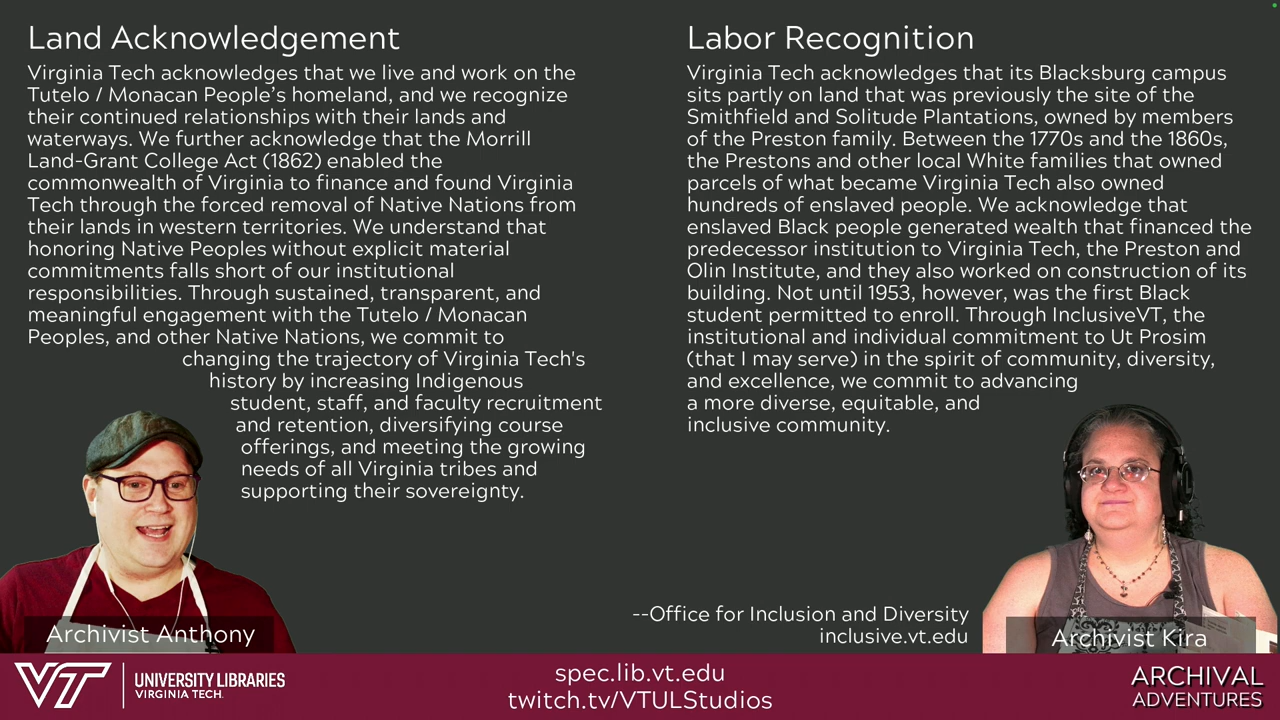 Land Acknowledgement
Virginia Tech acknowledges that we live and work on the
Tutelo / Monacan People's homeland, and we recognize
their continued relationships with their lands and
waterways. We further acknowledge that the Morrill
Land-Grant College Act (1862) enabled the
commonwealth of Virginia to finance and found Virginia
Tech through the forced removal of Native Nations from
their lands in western territories. We understand that
honoring Native Peoples without explicit material
commitments falls short of our institutional
responsibilities. Through sustained, transparent, and
meaningful engagement with the Tutelo / Monacan
Peoples, and other Native Nations, we commit to
changing the trajectory of Virginia Tech's
history by increasing Indigenous
student, staff, and faculty recruitment
and retention, diversifying course
offerings, and meeting the growing
needs of all Virginia tribes and
supporting their sovereignty.
Labor Recognition
Virginia Tech acknowledges that its Blacksburg campus
sits partly on land that was previously the site of the
Smithfield and Solitude Plantations, owned by members
of the Preston family. Between the 1770s and the 1860s,
the Prestons and other local White families that owned
parcels of what became Virginia Tech also owned
hundreds of enslaved people. We acknowledge that
enslaved Black people generated wealth that financed the
predecessor institution to Virginia Tech, the Preston and
Olin Institute, and they also worked on construction of its
building. Not until 1953, however, was the first Black
student permitted to enroll. Through InclusiveVT, the
institutional and individual commitment to Ut Prosim
(that I may serve) in the spirit of community, diversity,
and excellence, we commit to advancing
a more diverse, equitable, and
inclusive community.
--Office for Inclusion and Diversity
inclusive.vt.edu
Archivist Anthony
Archivist Kira
VT
UNIVERSITY LIBRARIES
VIRGINIA TECH
spec.lib.vt.edu
twitch.tv/VTULStudios
ARCHIVAL
ADVENTURES